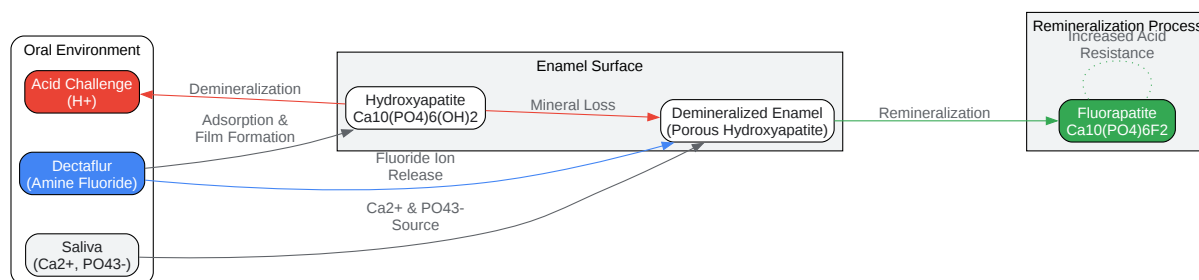 Oral Environment
Acid Challenge
(H+)
Dectaflur
(Amine Fluoride)
Saliva
(Ca2+, PO43-)
Demineralization
Adsorption &
Film Formation
Fluoride Ion
Release
Ca2+ & PO43-
Source
Enamel Surface
Hydroxyapatite
Ca10(PO4)6(OH)2
Mineral Loss
Demineralized Enamel
(Porous Hydroxyapatite)
Remineralization
Remineralization Process
Increased Acid
Resistance
Fluorapatite
Ca10(PO4)6F2